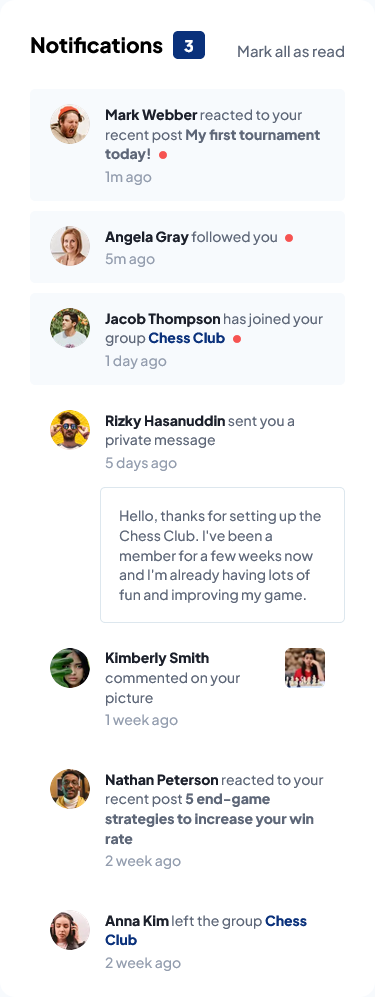 Notifications 3 Mark all as read
Mark Webber reacted to your
recent post My first tournament
today!
1m ago
Angela Gray followed you
5m ago
Jacob Thompson has joined your
group Chess Club
1 day ago
Rizky Hasanuddin sent you a
private message
5 days ago
Hello, thanks for setting up the
Chess Club. I've been a
member for a few weeks now
and I'm already having lots of
fun and improving my game.
Kimberly Smith
commented on your
picture
1 week ago
Nathan Peterson reacted to your
recent post 5 end-game
strategies to increase your win
rate
2 week ago
Anna Kim left the group Chess
Club
2 week ago